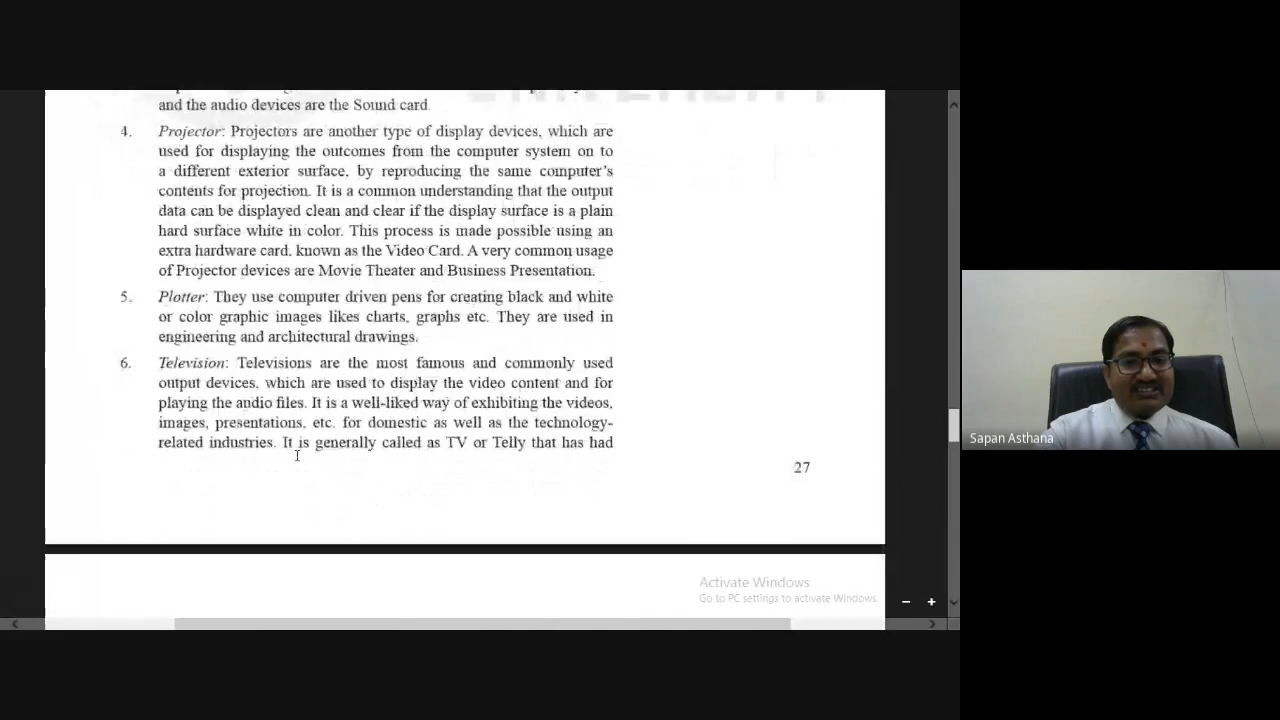 and the audio devices are the Sound card.
4. Projector: Projectors are another type of display devices, which are
used for displaying the outcomes from the computer system on to
a different exterior surface, by reproducing the same computer's
contents for projection. It is a common understanding that the output
data can be displayed clean and clear if the display surface is a plain
hard surface white in color. This process is made possible using an
extra hardware card, known as the Video Card. A very common usage
of Projector devices are Movie Theater and Business Presentation.
5. Plotter: They use computer driven pens for creating black and white
or color graphic images likes charts, graphs etc. They are used in
engineering and architectural drawings.
6. Television: Televisions are the most famous and commonly used
output devices, which are used to display the video content and for
playing the audio files. It is a well-liked way of exhibiting the videos,
images, presentations, etc. for domestic as well as the technology-
related industries. It is generally called as TV or Telly that has had
27
Activate Windows
Go to PC settings to activate Windows.
Sapan Asthana